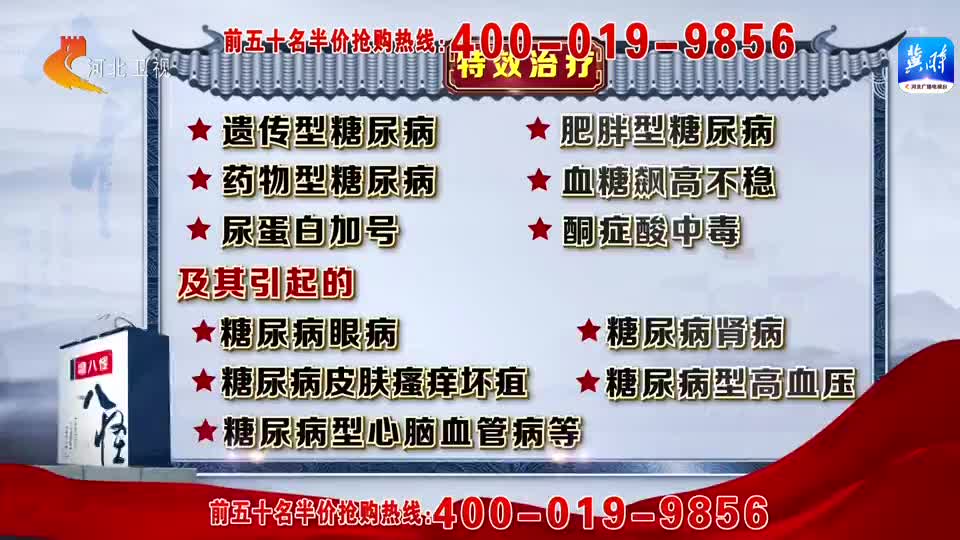 前五十名半价抢购热线:400-019-9856
河北卫视
冀时
河北广播电视台
特效治疗
★ 遗传型糖尿病 ★ 肥胖型糖尿病
★ 药物型糖尿病 ★ 血糖飙高不稳
★ 尿蛋白加号 ★ 酮症酸中毒
及其引起的
★ 糖尿病眼病 ★ 糖尿病肾病
★ 糖尿病皮肤瘙痒坏疽 ★ 糖尿病型高血压
★ 糖尿病型心脑血管病等
八怪
前五十名半价抢购热线:400-019-9856